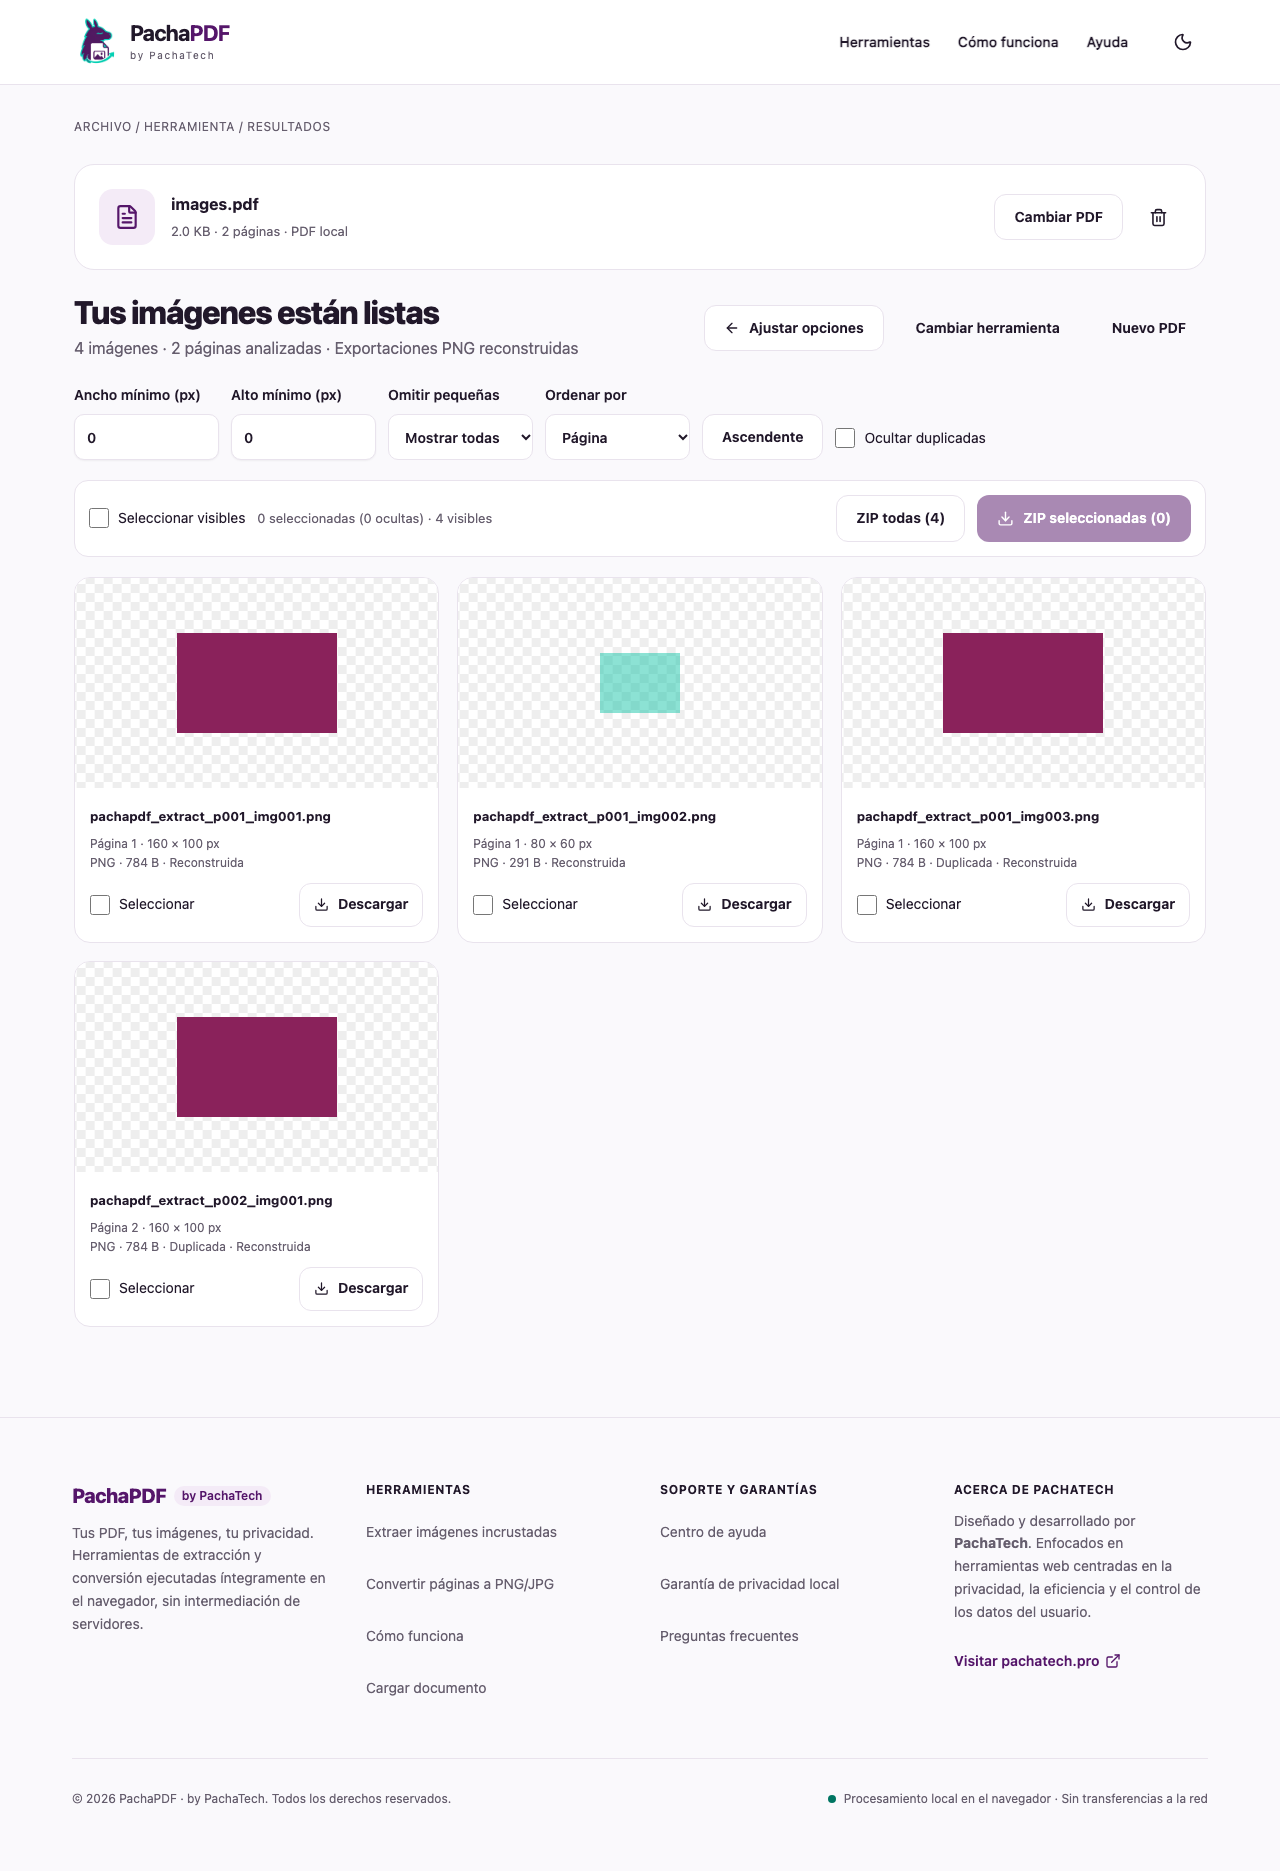 PachaPDF
by PachaTech
Herramientas
Cómo funciona
Ayuda
ARCHIVO / HERRAMIENTA / RESULTADOS
images.pdf
2.0 KB · 2 páginas · PDF local
Cambiar PDF
Tus imágenes están listas
4 imágenes · 2 páginas analizadas · Exportaciones PNG reconstruidas
Ajustar opciones
Cambiar herramienta
Nuevo PDF
Ancho mínimo (px)
Alto mínimo (px)
Omitir pequeñas
Ordenar por
0
0
Mostrar todas
Página
Ascendente
Ocultar duplicadas
Seleccionar visibles
0 seleccionadas (0 ocultas) · 4 visibles
ZIP todas (4)
ZIP seleccionadas (0)
pachapdf_extract_p001_img001.png
Página 1 · 160 × 100 px
PNG · 784 B · Reconstruida
Seleccionar
Descargar
pachapdf_extract_p001_img002.png
Página 1 · 80 × 60 px
PNG · 291 B · Reconstruida
Seleccionar
Descargar
pachapdf_extract_p001_img003.png
Página 1 · 160 × 100 px
PNG · 784 B · Duplicada · Reconstruida
Seleccionar
Descargar
pachapdf_extract_p002_img001.png
Página 2 · 160 × 100 px
PNG · 784 B · Duplicada · Reconstruida
Seleccionar
Descargar
PachaPDF
by PachaTech
Tus PDF, tus imágenes, tu privacidad.
Herramientas de extracción y
conversión ejecutadas íntegramente en
el navegador, sin intermediación de
servidores.
HERRAMIENTAS
Extraer imágenes incrustadas
Convertir páginas a PNG/JPG
Cómo funciona
Cargar documento
SOPORTE Y GARANTÍAS
Centro de ayuda
Garantía de privacidad local
Preguntas frecuentes
ACERCA DE PACHATECH
Diseñado y desarrollado por
PachaTech. Enfocados en
herramientas web centradas en la
privacidad, la eficiencia y el control de
los datos del usuario.
Visitar pachatech.pro
© 2026 PachaPDF · by PachaTech. Todos los derechos reservados.
Procesamiento local en el navegador · Sin transferencias a la red